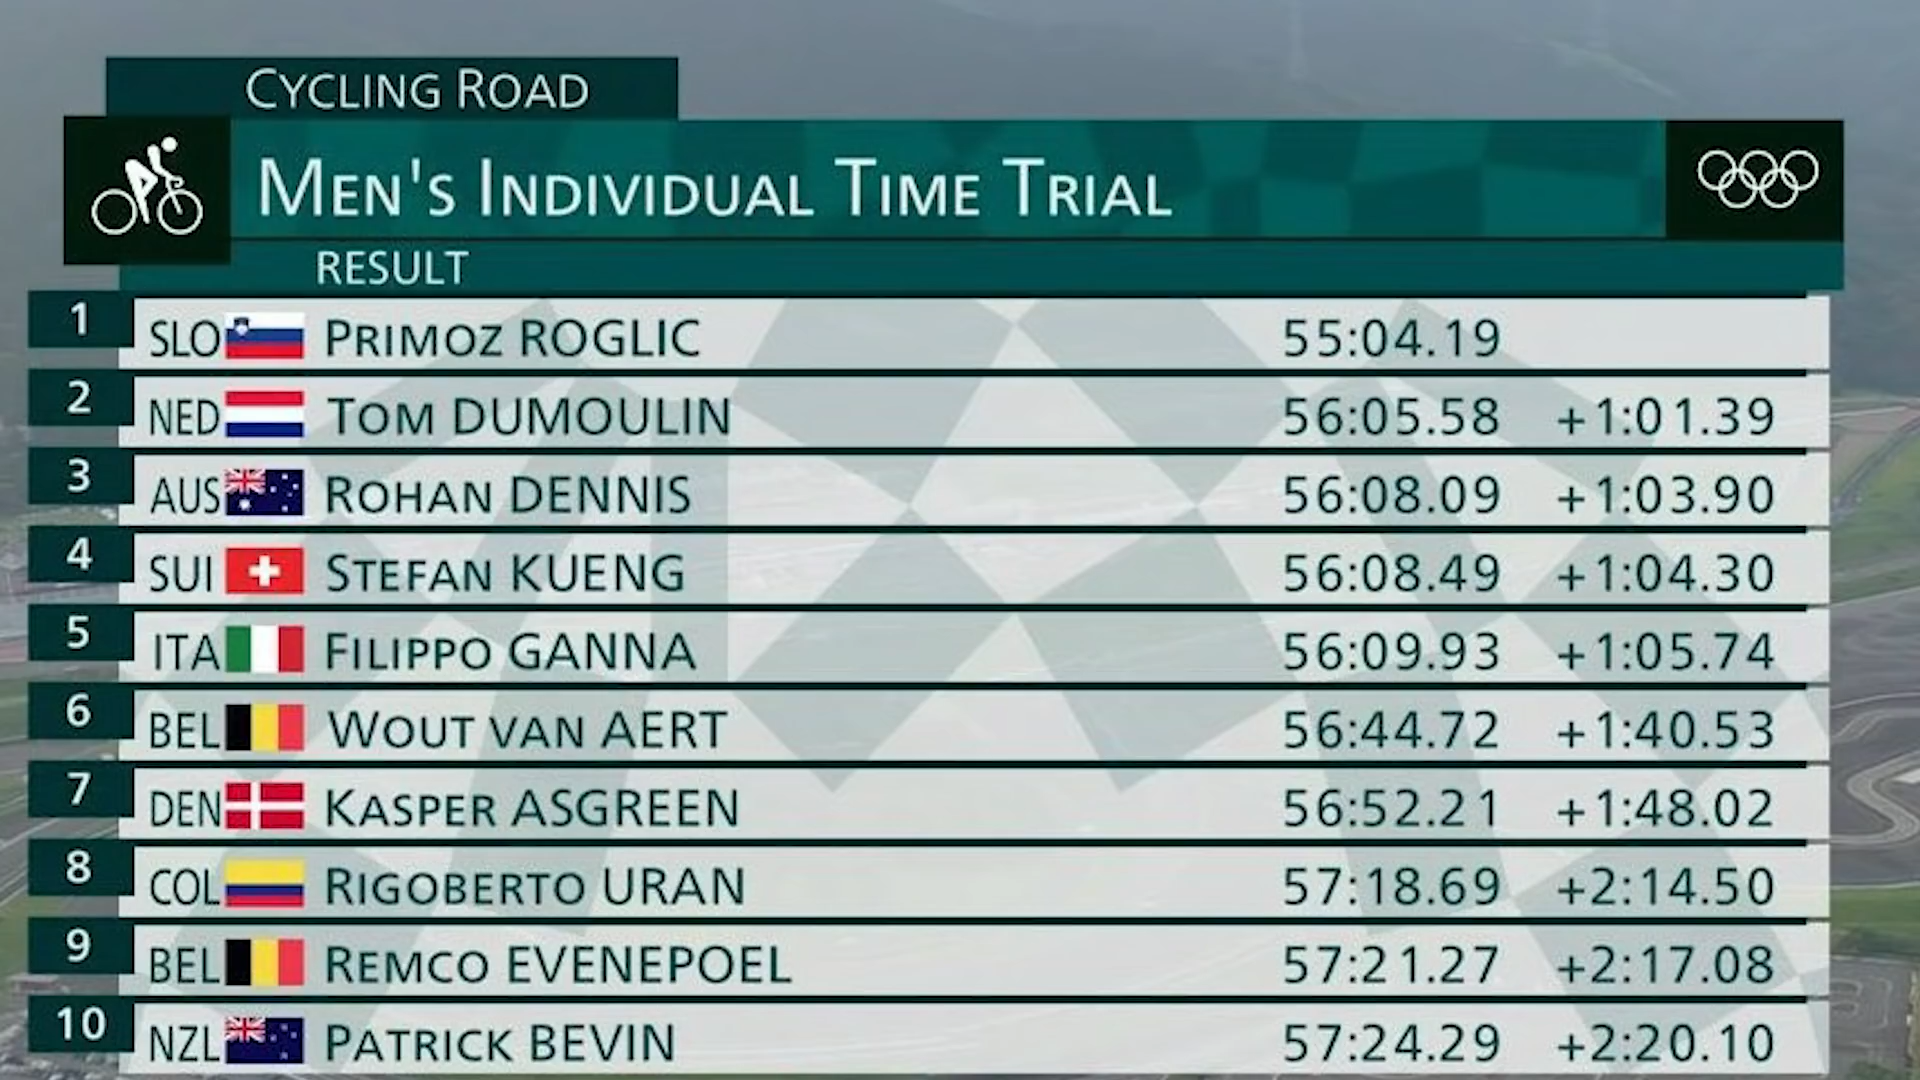 CYCLING ROAD
MEN'S INDIVIDUAL TIME TRIAL
RESULT
1 SLO PRIMOZ ROGLIC 55:04.19
2 NED TOM DUMOULIN 56:05.58 +1:01.39
3 AUS ROHAN DENNIS 56:08.09 +1:03.90
4 SUI STEFAN KUENG 56:08.49 +1:04.30
5 ITA FILIPPO GANNA 56:09.93 +1:05.74
6 BEL WOUT VAN AERT 56:44.72 +1:40.53
7 DEN KASPER ASGREEN 56:52.21 +1:48.02
8 COL RIGOBERTO URAN 57:18.69 +2:14.50
9 BEL REMCO EVENEPOEL 57:21.27 +2:17.08
10 NZL PATRICK BEVIN 57:24.29 +2:20.10